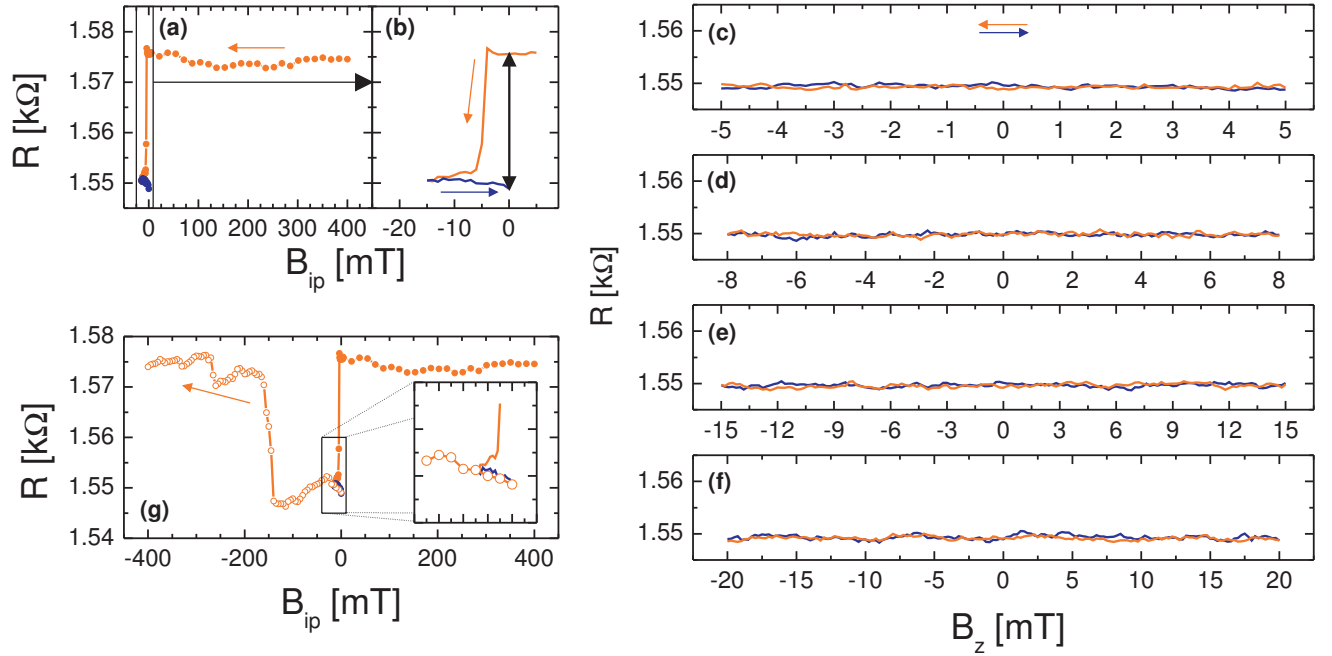 (a)
(b)
R [kΩ]
1.58
1.57
1.56
1.55
0 100 200 300 400
-20 -10 0
B_ip [mT]
(g)
R [kΩ]
1.58
1.57
1.56
1.55
1.54
-400 -200 0 200 400
B_ip [mT]
R [kΩ]
(c)
1.56
1.55
-5 -4 -3 -2 -1 0 1 2 3 4 5
(d)
1.56
1.55
-8 -6 -4 -2 0 2 4 6 8
(e)
1.56
1.55
-15 -12 -9 -6 -3 0 3 6 9 12 15
(f)
1.56
1.55
-20 -15 -10 -5 0 5 10 15 20
B_z [mT]